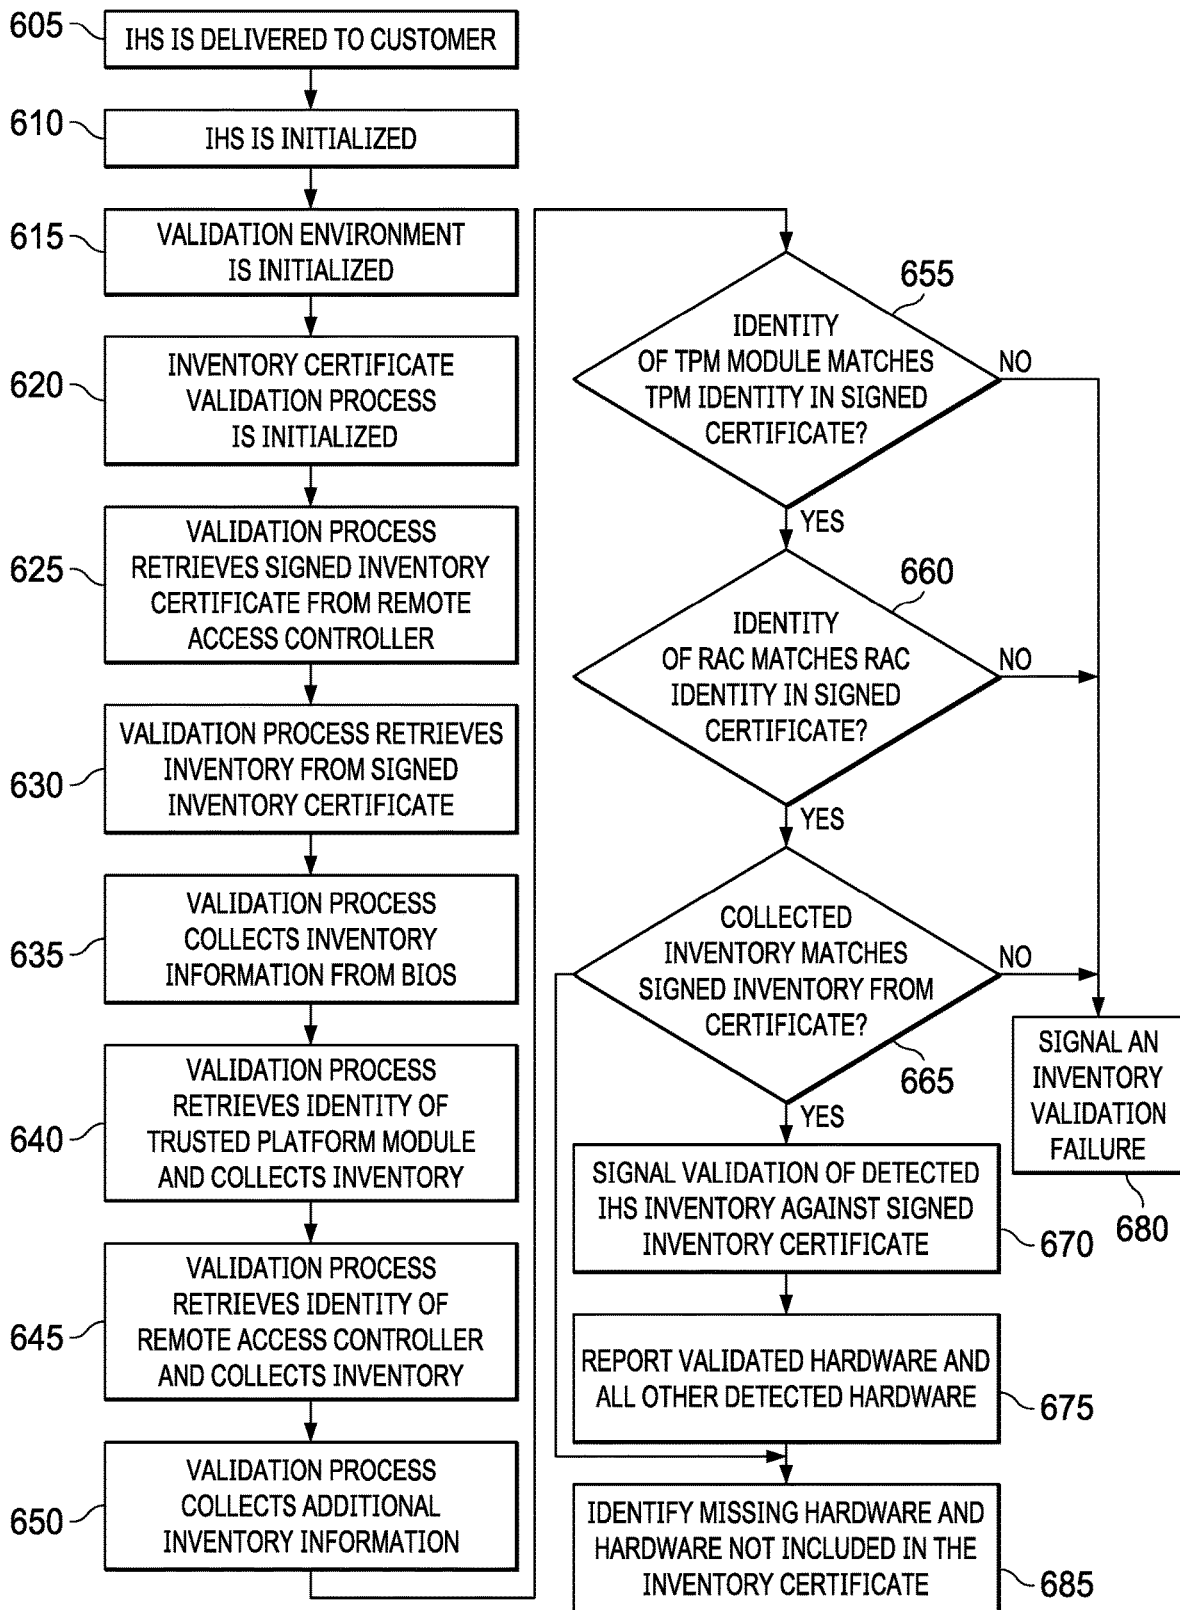 605
IHS IS DELIVERED TO CUSTOMER
610
IHS IS INITIALIZED
615
VALIDATION ENVIRONMENT
IS INITIALIZED
620
INVENTORY CERTIFICATE
VALIDATION PROCESS
IS INITIALIZED
625
VALIDATION PROCESS
RETRIEVES SIGNED INVENTORY
CERTIFICATE FROM REMOTE
ACCESS CONTROLLER
630
VALIDATION PROCESS RETRIEVES
INVENTORY FROM SIGNED
INVENTORY CERTIFICATE
635
VALIDATION PROCESS
COLLECTS INVENTORY
INFORMATION FROM BIOS
640
VALIDATION PROCESS
RETRIEVES IDENTITY OF
TRUSTED PLATFORM MODULE
AND COLLECTS INVENTORY
645
VALIDATION PROCESS
RETRIEVES IDENTITY OF
REMOTE ACCESS CONTROLLER
AND COLLECTS INVENTORY
650
VALIDATION PROCESS
COLLECTS ADDITIONAL
INVENTORY INFORMATION
655
IDENTITY
OF TPM MODULE MATCHES
TPM IDENTITY IN SIGNED
CERTIFICATE?
NO
YES
660
IDENTITY
OF RAC MATCHES RAC
IDENTITY IN SIGNED
CERTIFICATE?
NO
YES
COLLECTED
INVENTORY MATCHES
SIGNED INVENTORY FROM
CERTIFICATE?
NO
665
YES
SIGNAL AN
INVENTORY
VALIDATION
FAILURE
680
SIGNAL VALIDATION OF DETECTED
IHS INVENTORY AGAINST SIGNED
INVENTORY CERTIFICATE
670
REPORT VALIDATED HARDWARE AND
ALL OTHER DETECTED HARDWARE
675
IDENTIFY MISSING HARDWARE AND
HARDWARE NOT INCLUDED IN THE
INVENTORY CERTIFICATE
685